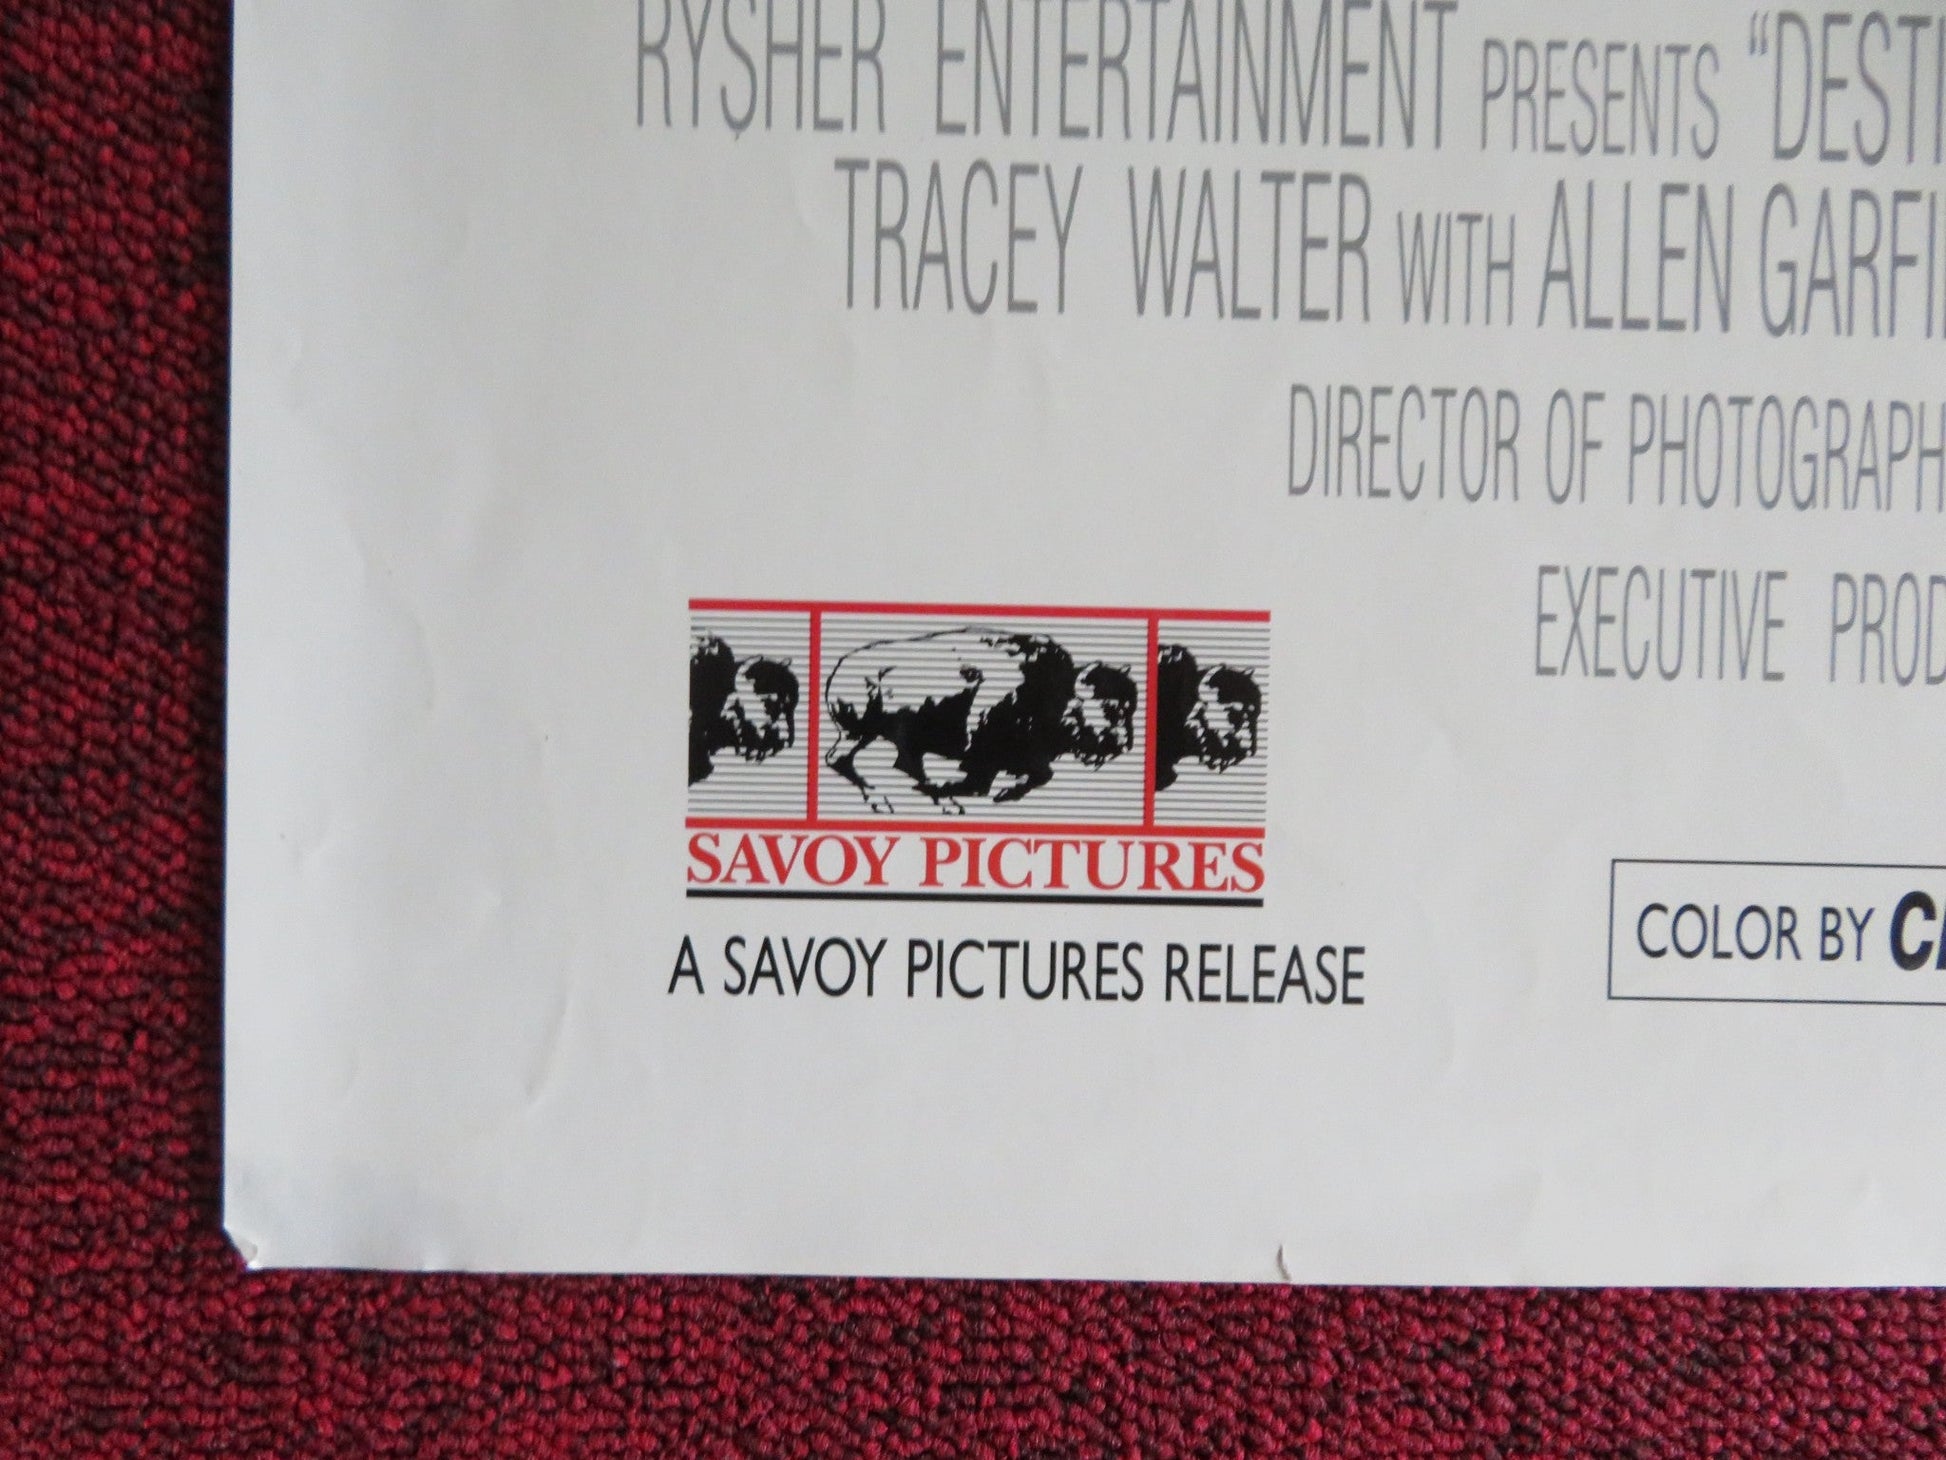 RYSHER ENTERTAINMENT PRESENTS "DESTI
TRACEY WALTER WITH ALLEN GARFI
DIRECTOR OF PHOTOGRAPH
EXECUTIVE PROD
SAVOY PICTURES
A SAVOY PICTURES RELEASE
COLOR BY